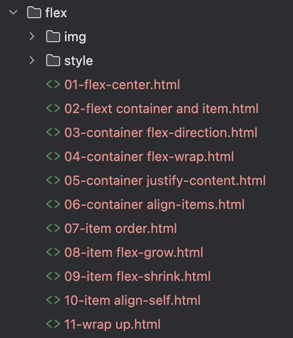 flex
img
style
01-flex-center.html
02-flext container and item.html
03-container flex-direction.html
04-container flex-wrap.html
05-container justify-content.html
06-container align-items.html
07-item order.html
08-item flex-grow.html
09-item flex-shrink.html
10-item align-self.html
11-wrap up.html